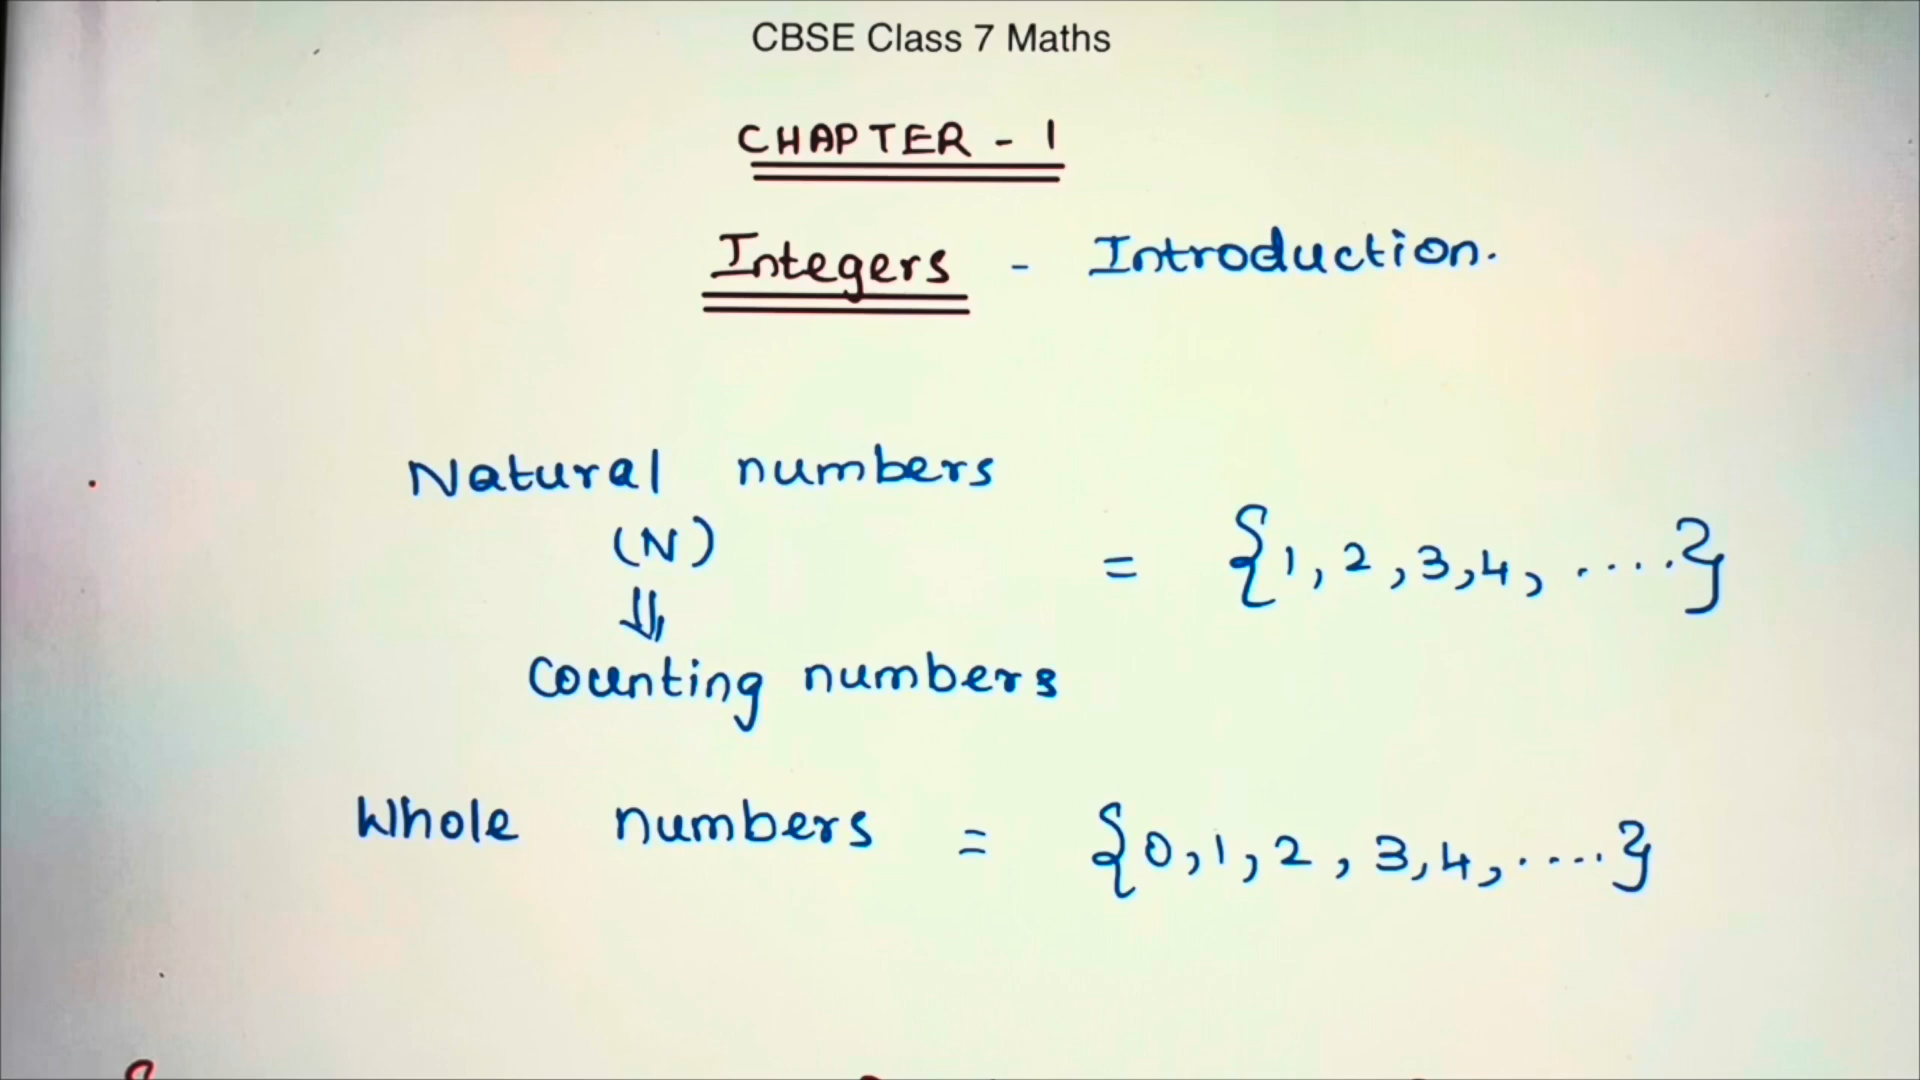 CBSE Class 7 Maths
CHAPTER - 1
Integers - Introduction.
Natural numbers
(N)
= {1, 2, 3, 4, .....}
⇓
Counting numbers
Whole numbers = {0, 1, 2, 3, 4, .....}